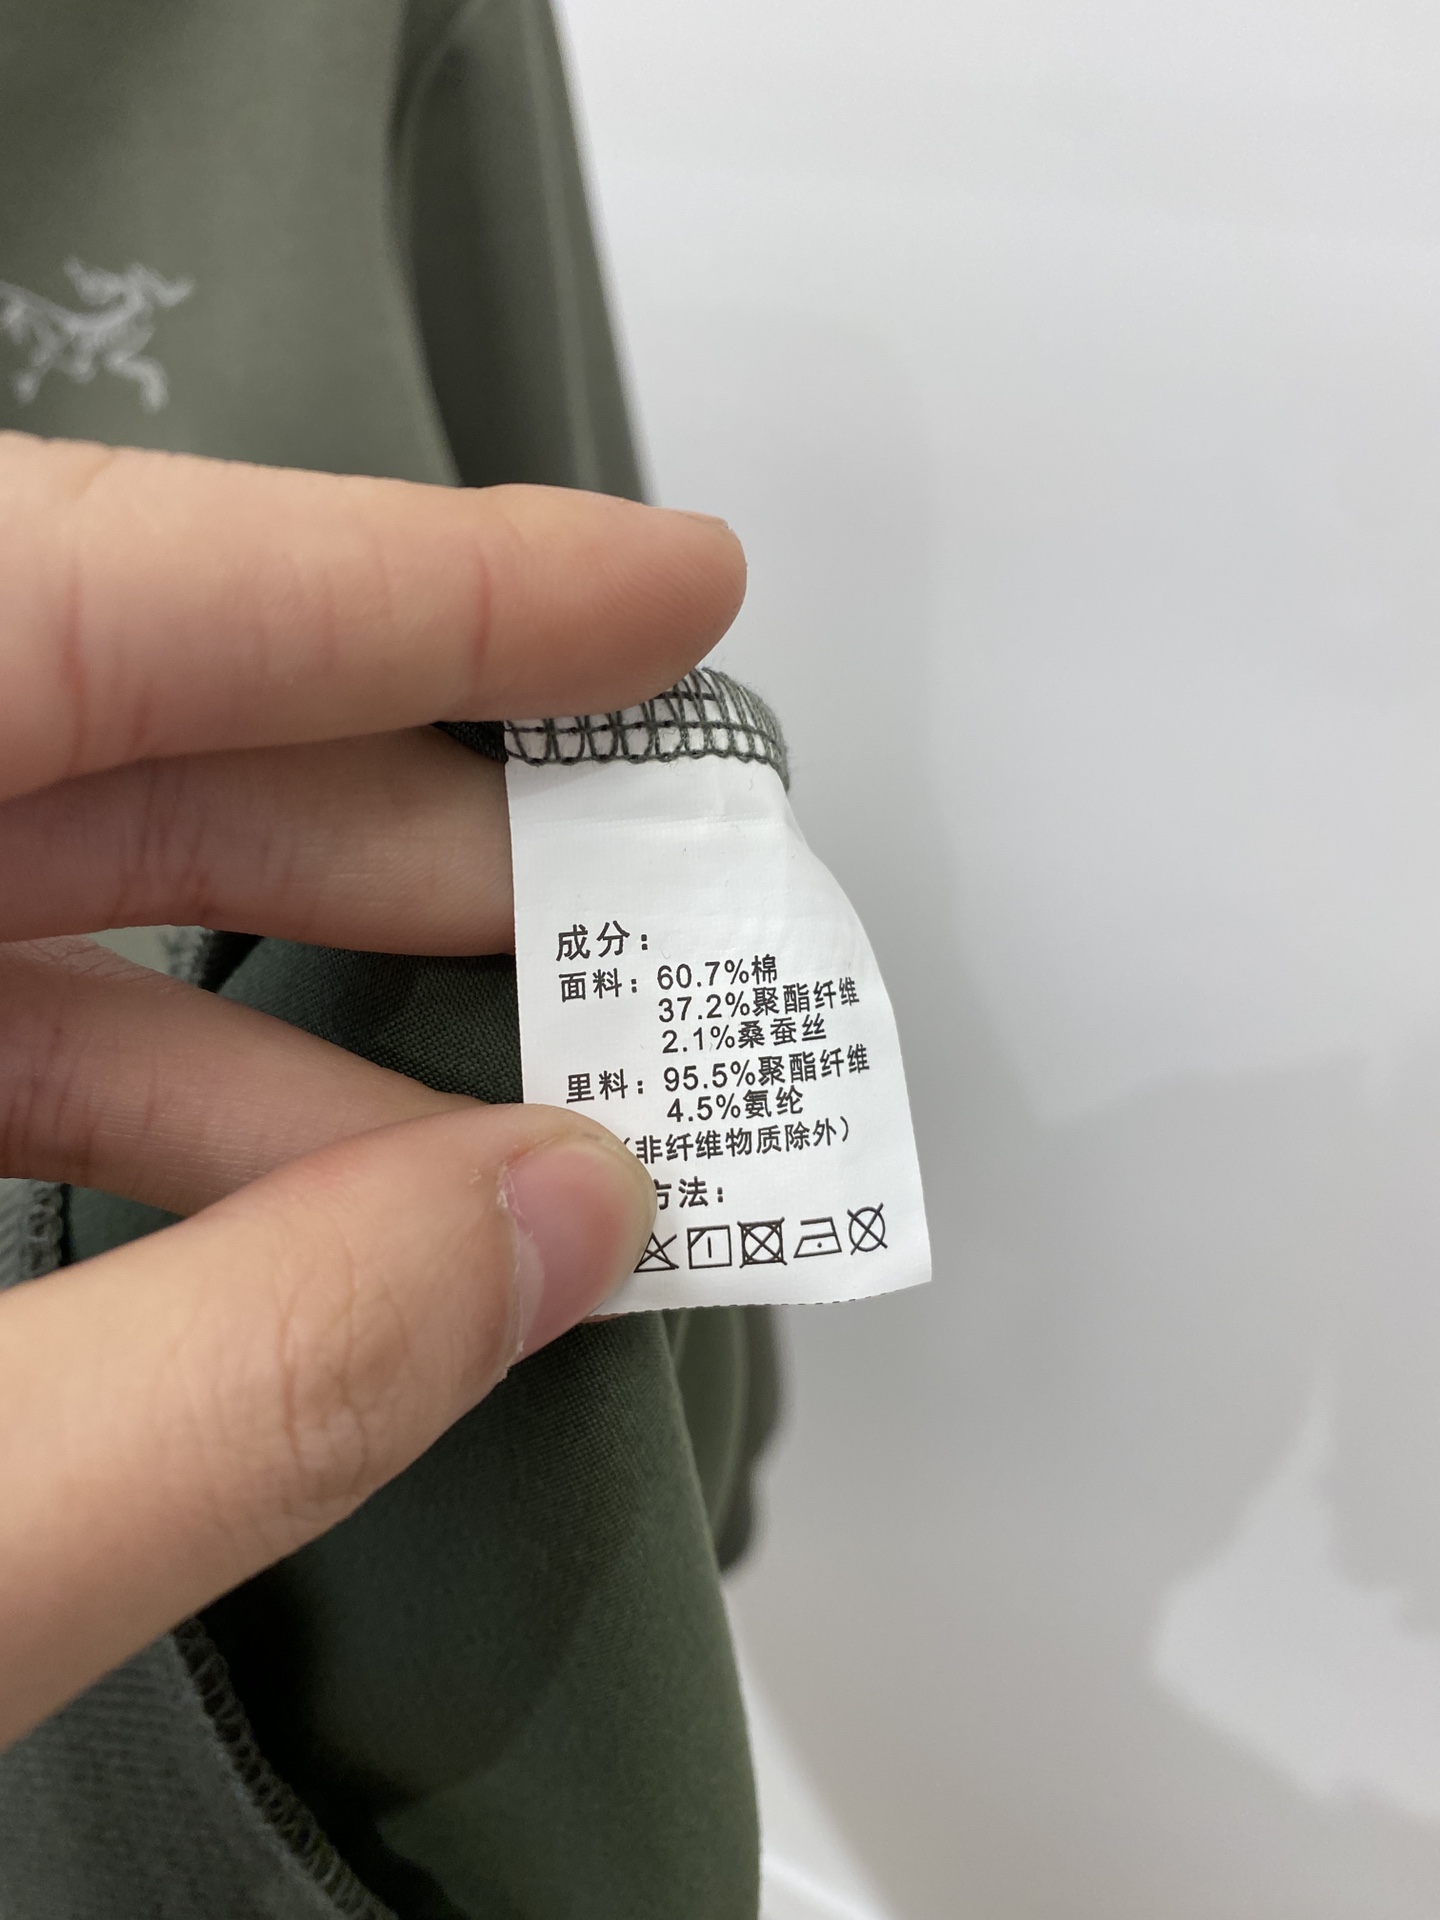 成分：
面料：60.7%棉
37.2%聚酯纤维
2.1%桑蚕丝
里料：95.5%聚酯纤维
4.5%氨纶
（非纤维物质除外）
方法：